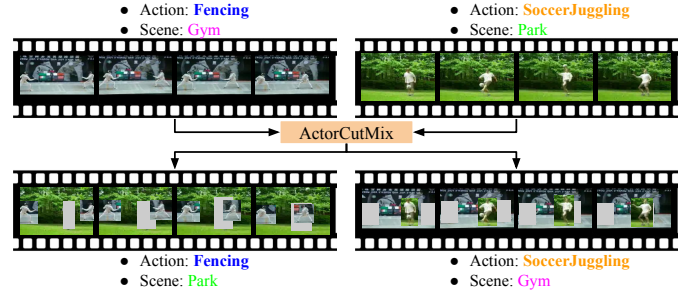 ● Action: Fencing
● Scene: Gym
● Action: SoccerJuggling
● Scene: Park
ActorCutMix
● Action: Fencing
● Scene: Park
● Action: SoccerJuggling
● Scene: Gym